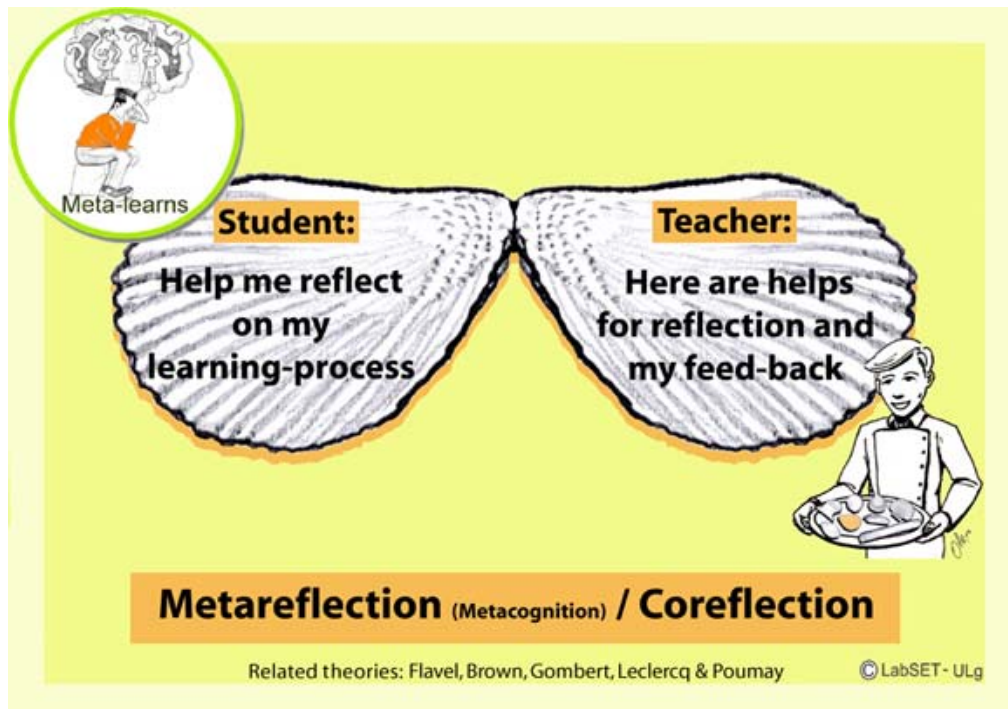 Meta-learns
Student:
Help me reflect
on my
learning-process
Teacher:
Here are helps
for reflection and
my feed-back
Metareflection (Metacognition) / Coreflection
Related theories: Flavel, Brown, Gombert, Leclercq & Poumay
© LabSET - ULg